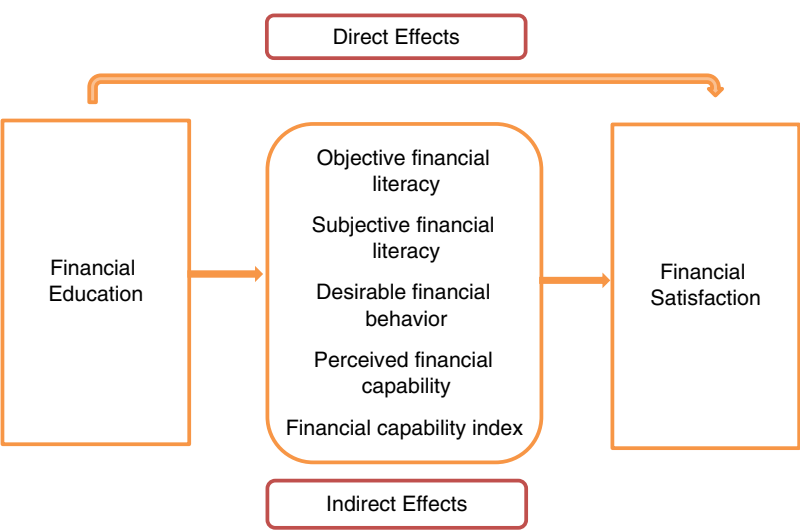 Direct Effects
Financial
Education
Objective financial
literacy
Subjective financial
literacy
Desirable financial
behavior
Perceived financial
capability
Financial capability index
Financial
Satisfaction
Indirect Effects